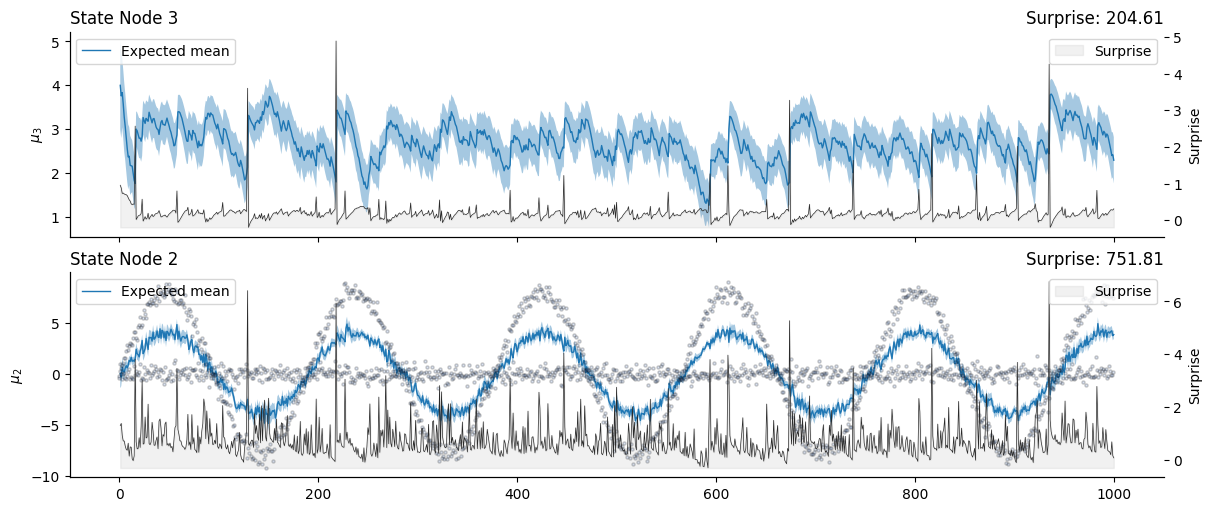 State Node 3 Surprise: 204.61
Expected mean
Surprise
5
4
3
2
1
μ3
5
4
3
2
1
0
Surprise
State Node 2 Surprise: 751.81
Expected mean
Surprise
5
0
−5
−10
μ2
6
4
2
0
Surprise
0 200 400 600 800 1000